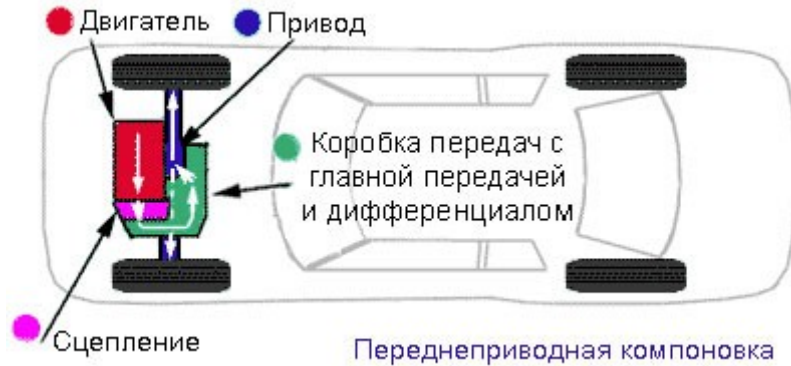 Двигатель
Привод
Коробка передач с
главной передачей
и дифференциалом
Сцепление
Переднеприводная компоновка